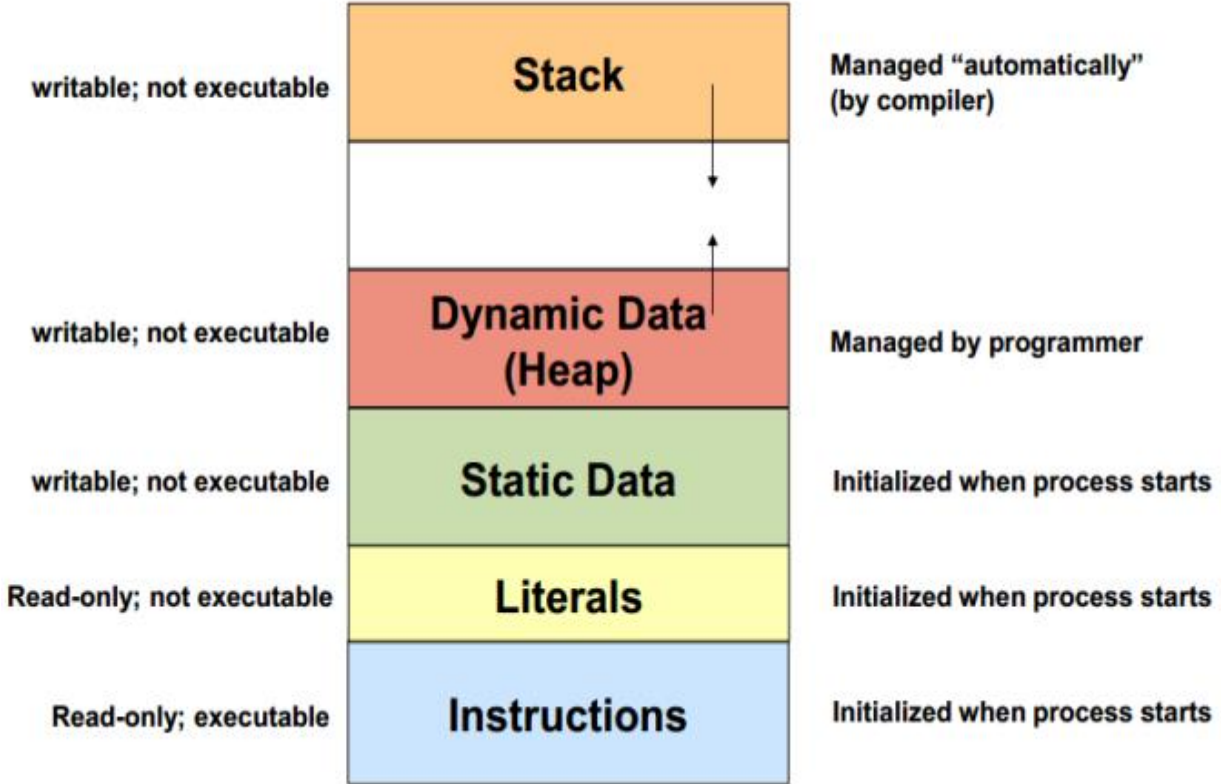 writable; not executable
Stack
Managed “automatically”
(by compiler)
writable; not executable
Dynamic Data
(Heap)
Managed by programmer
writable; not executable
Static Data
Initialized when process starts
Read-only; not executable
Literals
Initialized when process starts
Read-only; executable
Instructions
Initialized when process starts